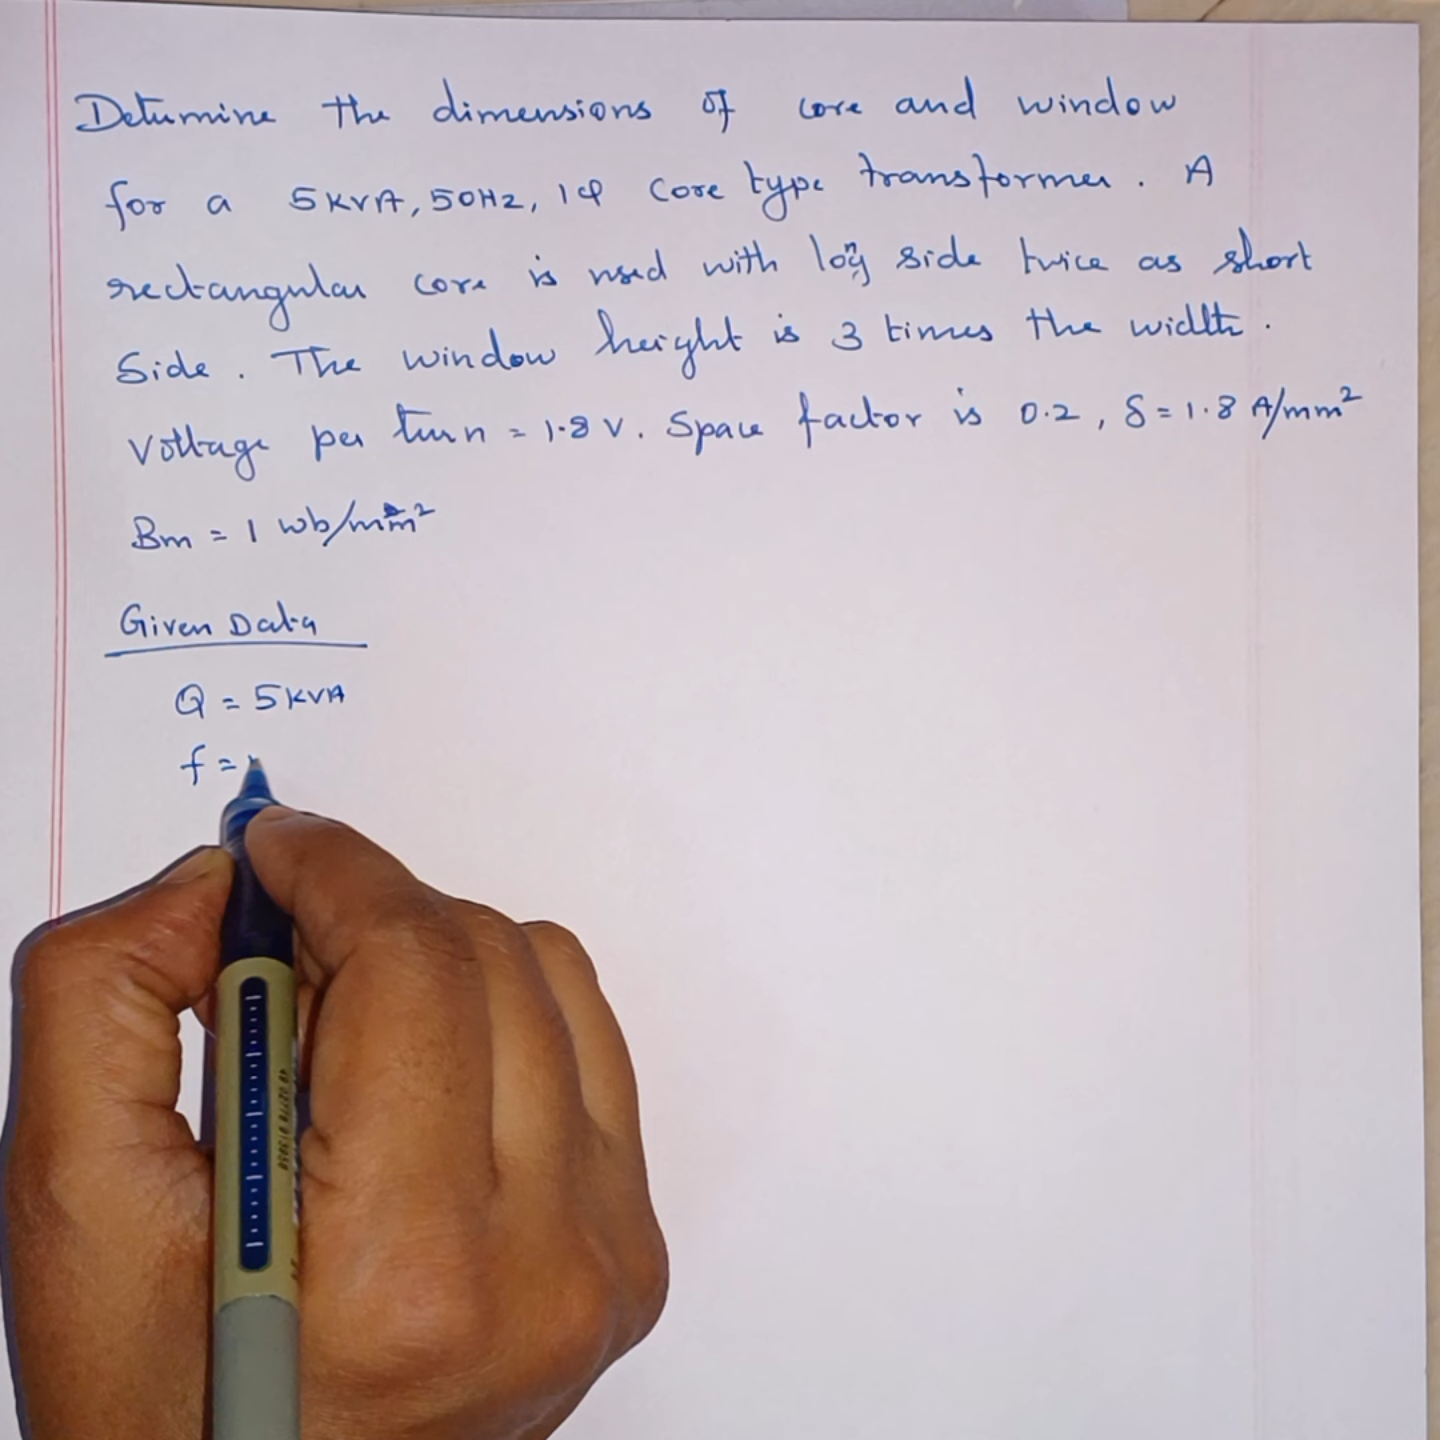 Determine the dimensions of core and window
for a 5KVA, 50Hz, 1φ core type transformer. A
rectangular core is used with long side twice as short
Side. The window height is 3 times the width.
Voltage per turn = 1.8 V. Space factor is 0.2, δ = 1.8 A/mm²
Bm = 1 wb/mm²
Given Data
Q = 5KVA
f =